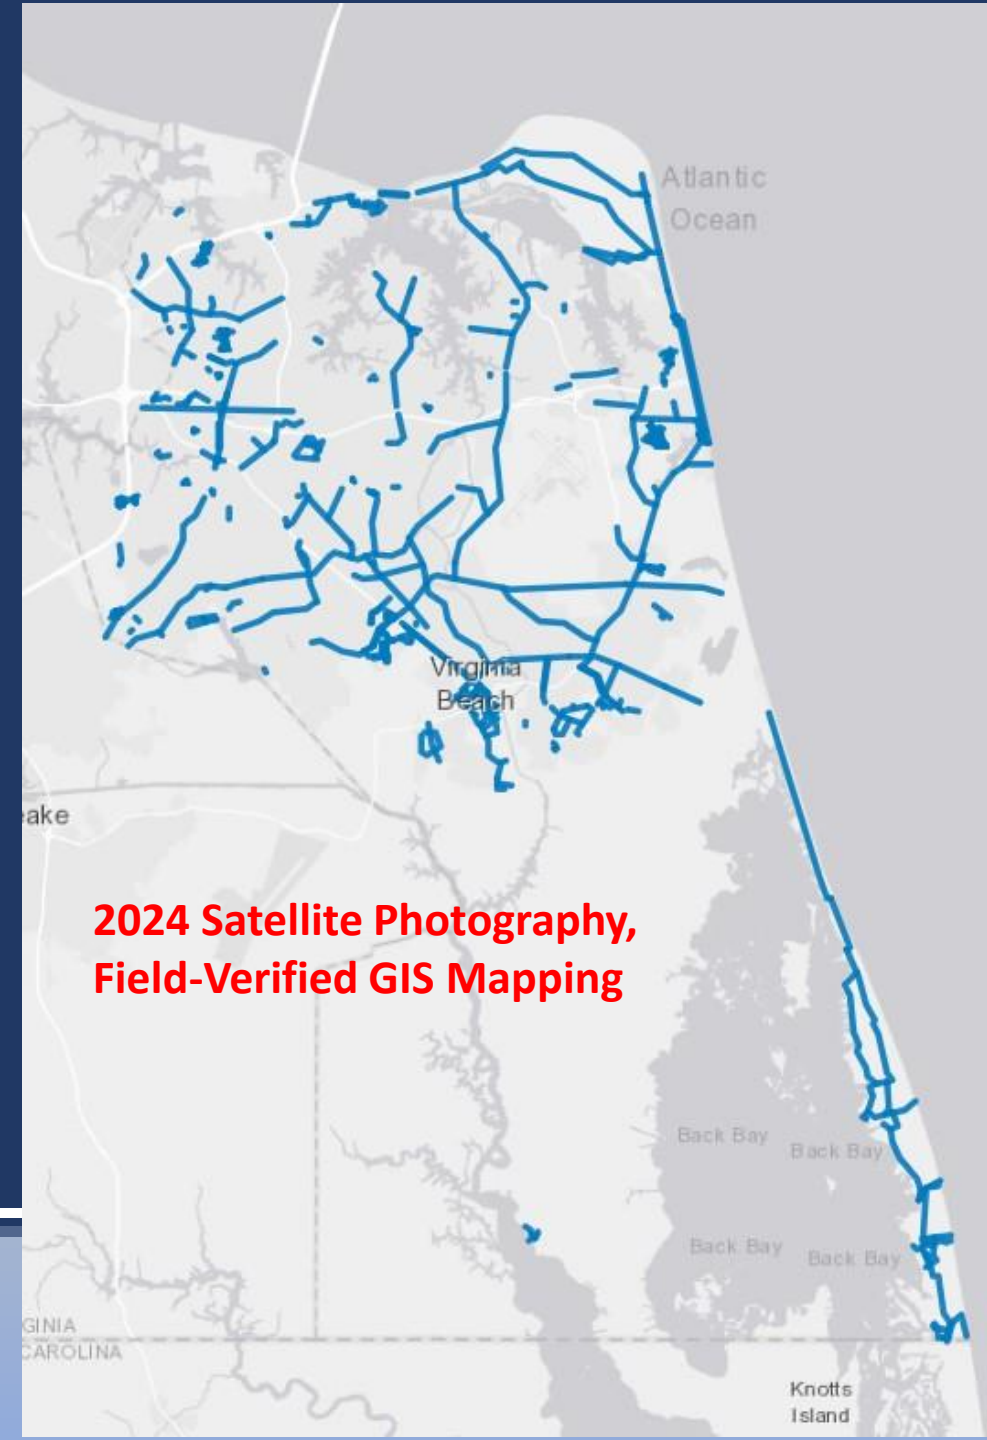 Atlantic
Ocean
Virginia
Beach
ake
2024 Satellite Photography,
Field-Verified GIS Mapping
Back Bay
Back Bay
Back Bay
Back Bay
GINIA
CAROLINA
Knotts
Island